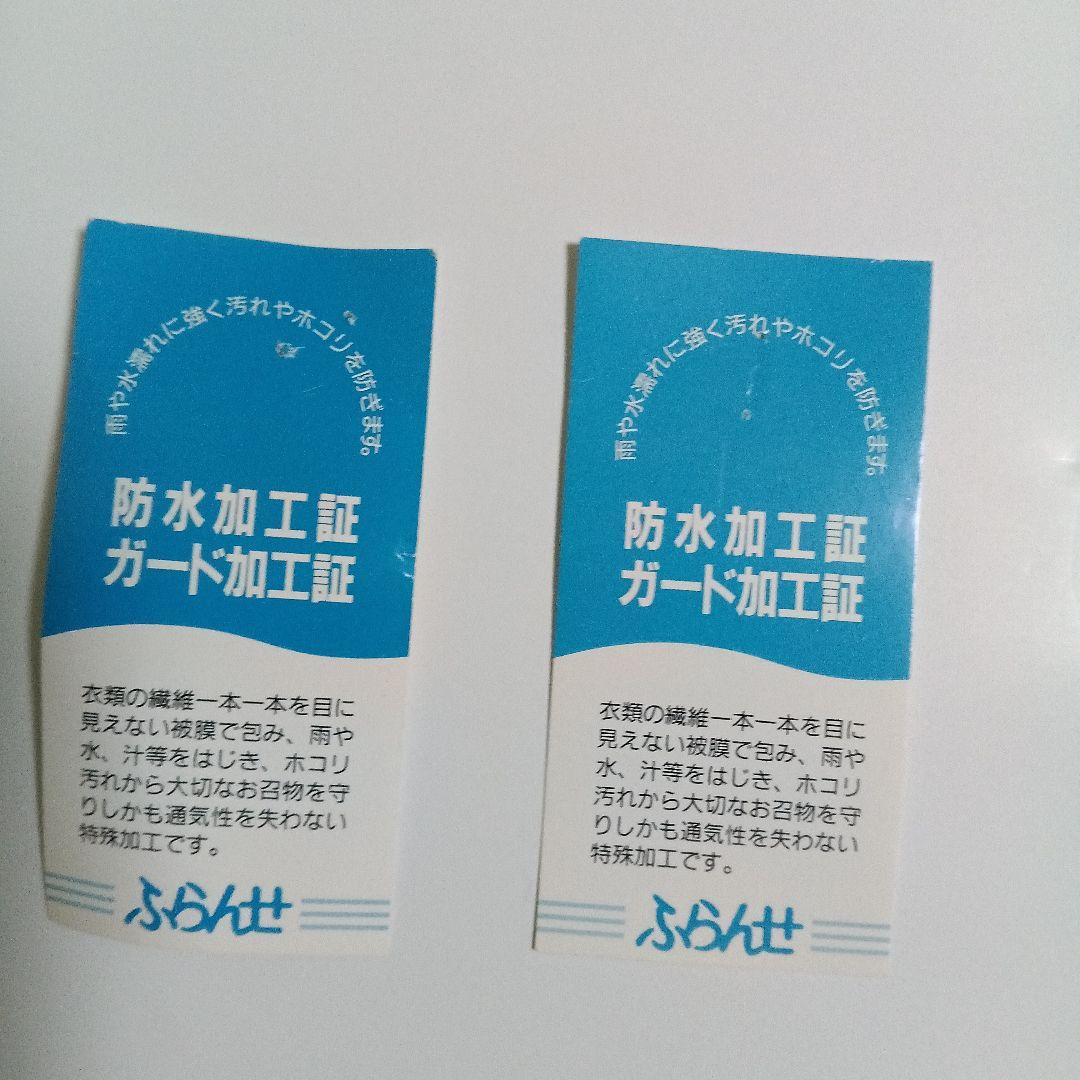 雨や水濡れに強く汚れやホコリを防ぎます。
防水加工証
ガード加工証
衣類の繊維一本一本を目に
見えない被膜で包み、雨や
水、汁等をはじき、ホコリ
汚れから大切なお召物を守
りしかも通気性を失わない
特殊加工です。
ふらんせ
雨や水濡れに強く汚れやホコリを防ぎます。
防水加工証
ガード加工証
衣類の繊維一本一本を目に
見えない被膜で包み、雨や
水、汁等をはじき、ホコリ
汚れから大切なお召物を守
りしかも通気性を失わない
特殊加工です。
ふらんせ